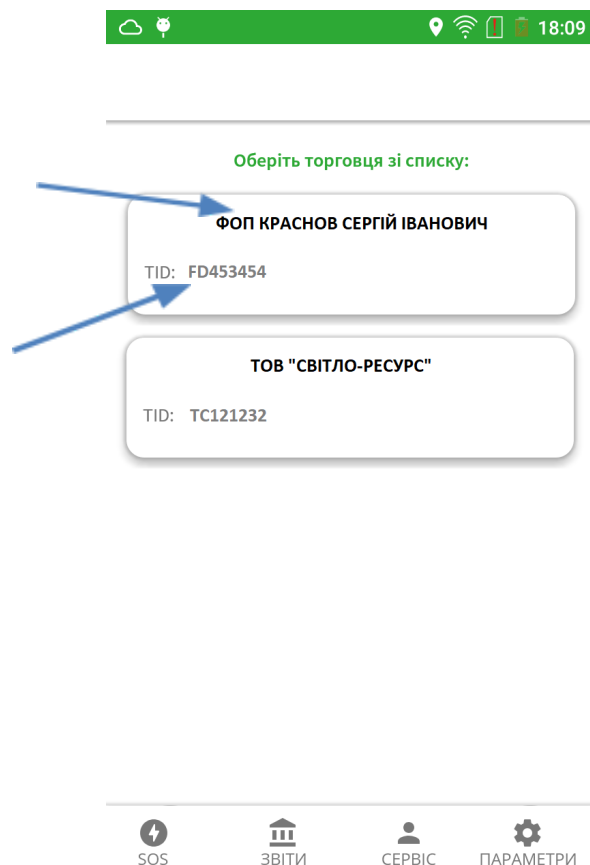 18:09
Оберіть торговця зі списку:
ФОП КРАСНОВ СЕРГІЙ ІВАНОВИЧ
TID: FD453454
ТОВ "СВІТЛО-РЕСУРС"
TID: TC121232
SOS ЗВІТИ СЕРВІС ПАРАМЕТРИ